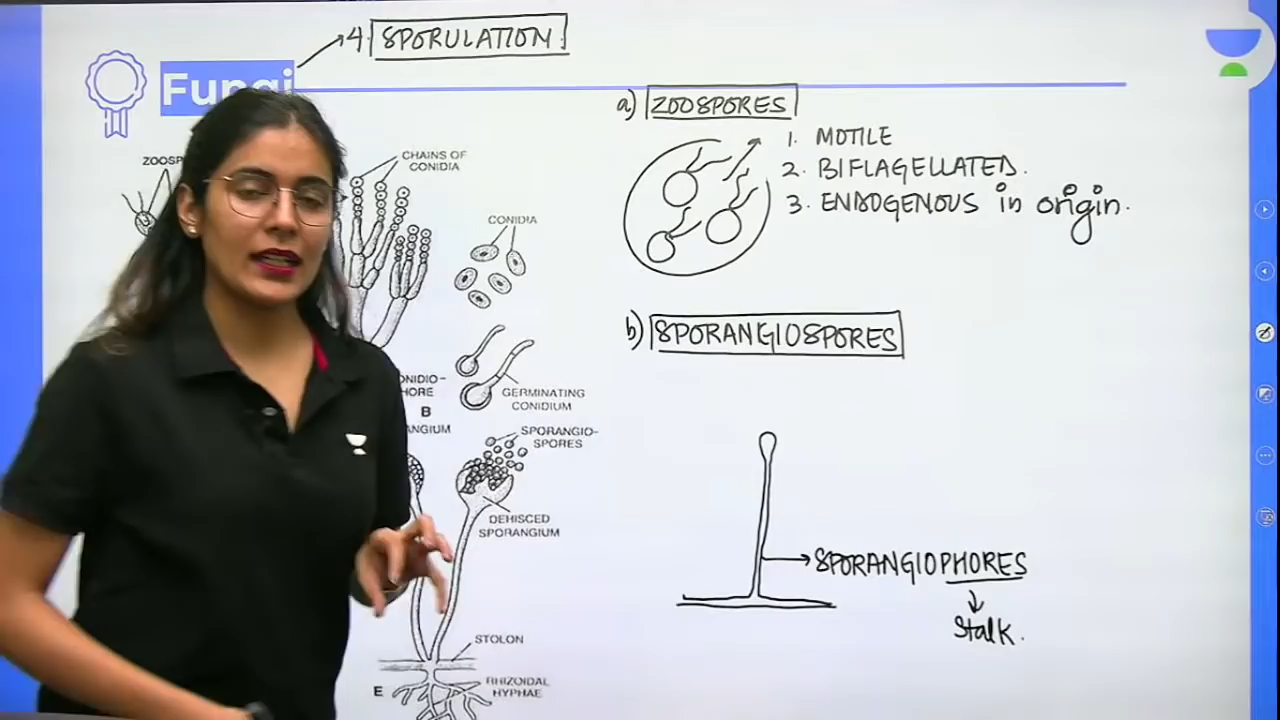 4. SPORULATION.
Fungi
a) ZOOSPORES
1. MOTILE
2. BIFLAGELLATED.
3. ENDOGENOUS in origin.
CHAINS OF
CONIDIA
CONIDIA
GERMINATING
CONIDIUM
B
SPORANGIO-
SPORES
DEHISCED
SPORANGIUM
STOLON
E
RHIZOIDAL
HYPHAE
b) SPORANGIOSPORES
SPORANGIOPHORES
Stalk.